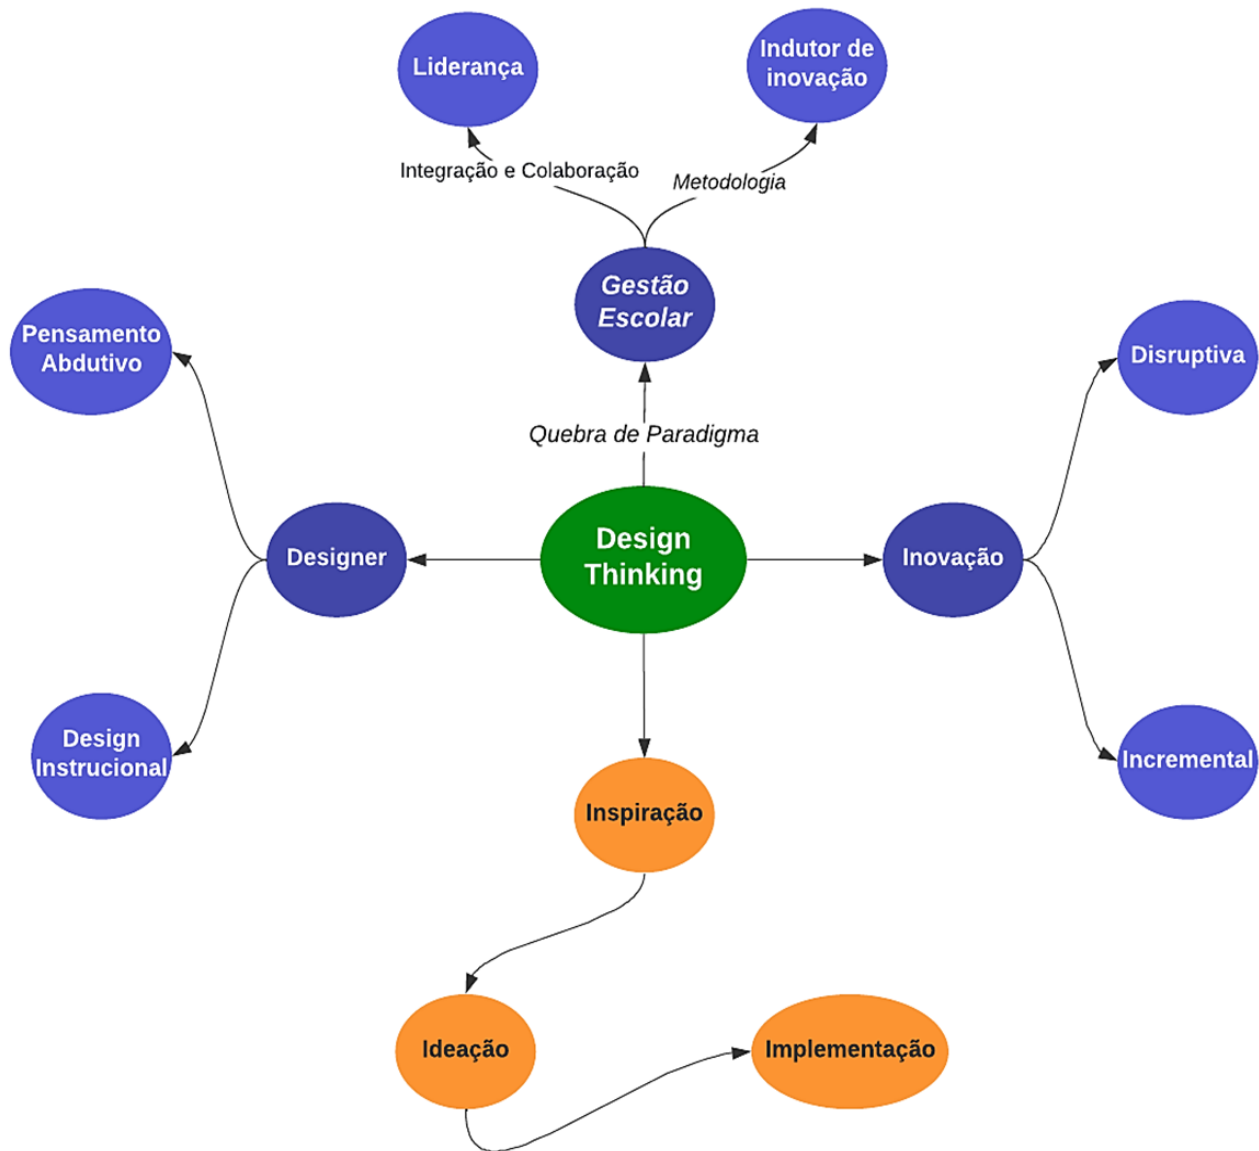 Liderança
Indutor de
inovação
Integração e Colaboração
Metodologia
Gestão
Escolar
Pensamento
Abdutivo
Disruptiva
Quebra de Paradigma
Designer
Design
Thinking
Inovação
Design
Instrucional
Incremental
Inspiração
Ideação
Implementação